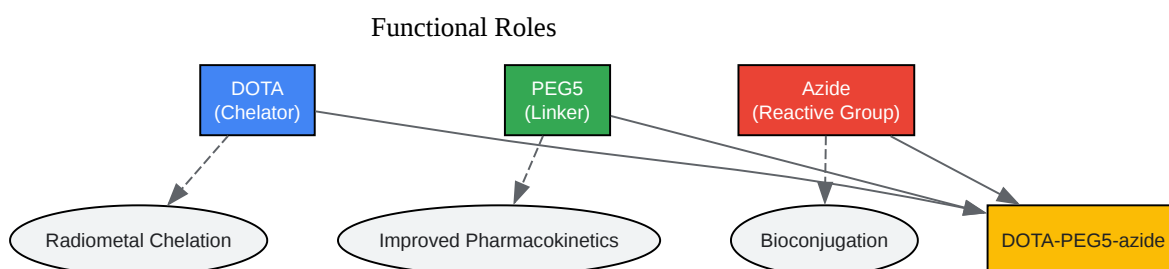 Functional Roles
DOTA
(Chelator)
PEG5
(Linker)
Azide
(Reactive Group)
Radiometal Chelation
Improved Pharmacokinetics
Bioconjugation
DOTA-PEG5-azide